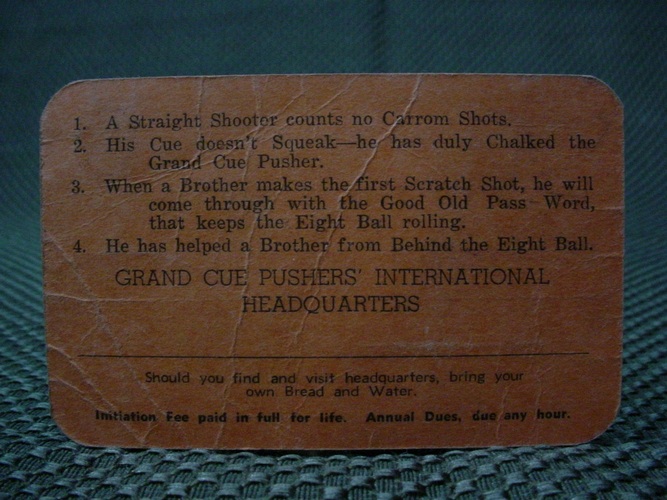 1. A Straight Shooter counts no Carrom Shots.
2. His Cue doesn't Squeak—he has duly Chalked the
Grand Cue Pusher.
3. When a Brother makes the first Scratch Shot, he will
come through with the Good Old Pass Word,
that keeps the Eight Ball rolling.
4. He has helped a Brother from Behind the Eight Ball.
GRAND CUE PUSHERS' INTERNATIONAL
HEADQUARTERS
Should you find and visit headquarters, bring your
own Bread and Water.
Initiation Fee paid in full for life. Annual Dues, due any hour.